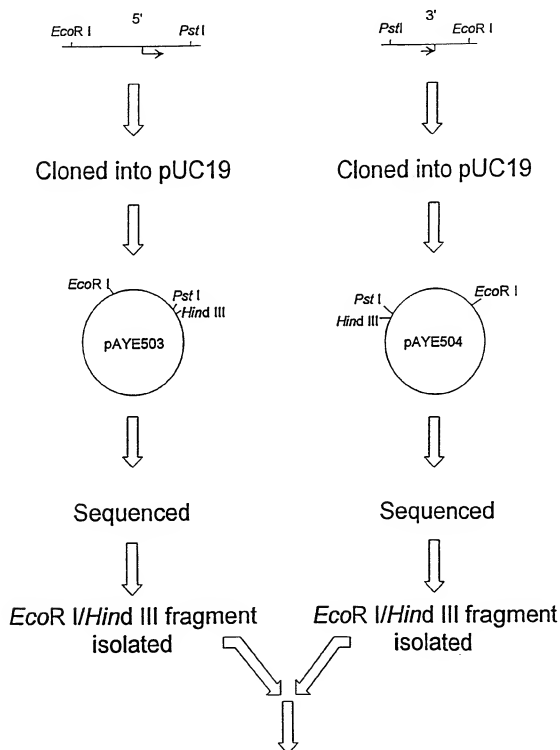 5'
EcoR I
Pst I
3'
PstI
EcoR I
Cloned into pUC19
Cloned into pUC19
EcoR I
Pst I
Hind III
pAYE503
Pst I
Hind III
EcoR I
pAYE504
Sequenced
Sequenced
EcoR I/Hind III fragment
isolated
EcoR I/Hind III fragment
isolated